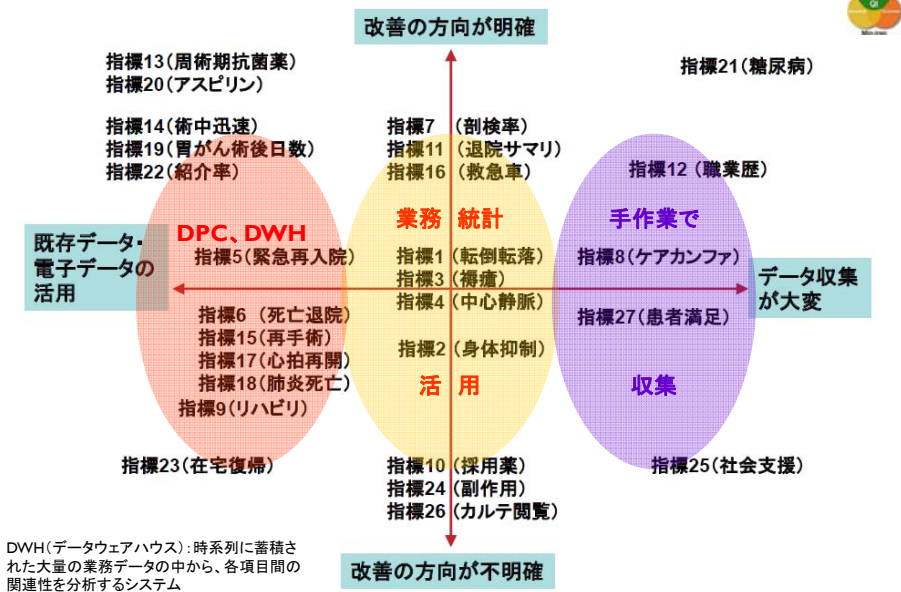 改善の方向が明確
QI
指標13(周術期抗菌薬)
指標20(アスピリン)
指標21(糖尿病)
指標14(術中迅速)
指標19(胃がん術後日数)
指標22(紹介率)
指標7 (剖検率)
指標11 (退院サマリ)
指標16 (救急車)
指標12 (職業歴)
既存データ・
電子データの
活用
DPC、DWH
指標5(緊急再入院)
業務 統計
指標1(転倒転落)
指標3(褥瘡)
指標4(中心静脈)
手作業で
指標8(ケアカンファ)
データ収集
が大変
指標6 (死亡退院)
指標15(再手術)
指標17(心拍再開)
指標18(肺炎死亡)
指標9(リハビリ)
指標2(身体抑制)
活 用
指標27(患者満足)
収集
指標23(在宅復帰)
指標10(採用薬)
指標24(副作用)
指標26(カルテ閲覧)
指標25(社会支援)
DWH(データウェアハウス):時系列に蓄積さ
れた大量の業務データの中から、各項目間の
関連性を分析するシステム
改善の方向が不明確